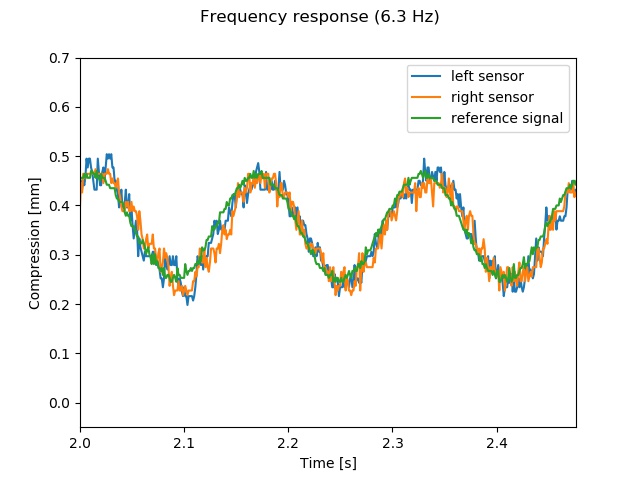 Frequency response (6.3 Hz)
left sensor
right sensor
reference signal
0.7
0.6
0.5
0.4
0.3
0.2
0.1
0.0
Compression [mm]
2.0 2.1 2.2 2.3 2.4
Time [s]